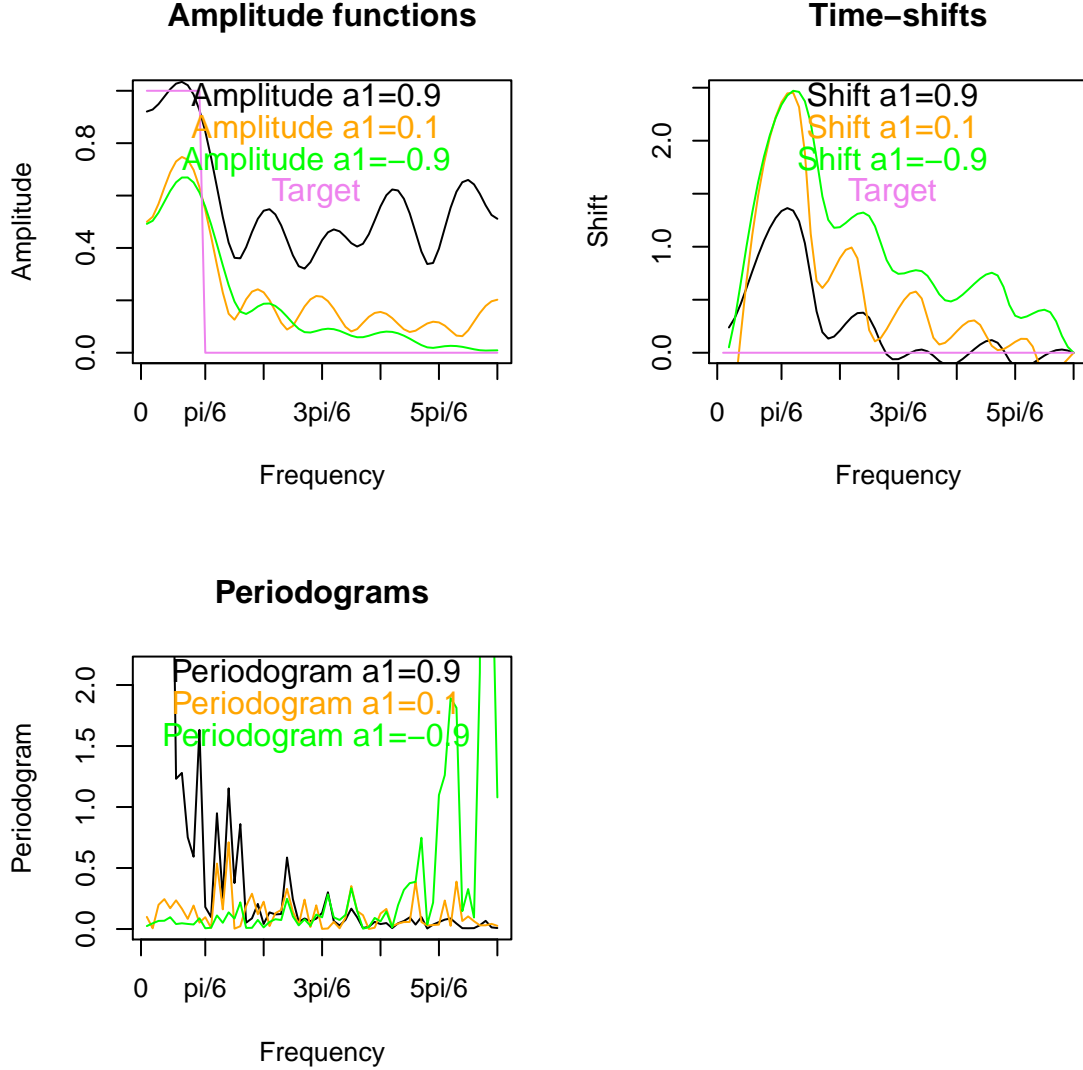 Amplitude functions
Amplitude a1=0.9
Amplitude a1=0.1
Amplitude a1=−0.9
Target
Amplitude
0.0 0.4 0.8
0 pi/6 3pi/6 5pi/6
Frequency
Time−shifts
Shift a1=0.9
Shift a1=0.1
Shift a1=−0.9
Target
Shift
0.0 1.0 2.0
0 pi/6 3pi/6 5pi/6
Frequency
Periodograms
Periodogram a1=0.9
Periodogram a1=0.1
Periodogram a1=−0.9
Periodogram
0.0 0.5 1.0 1.5 2.0
0 pi/6 3pi/6 5pi/6
Frequency